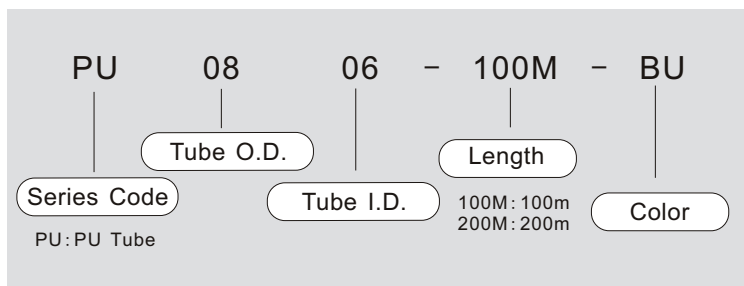 PU 08 06 – 100M – BU
Tube O.D.
Length
Series Code
Tube I.D.
Color
100M: 100m
200M: 200m
PU: PU Tube